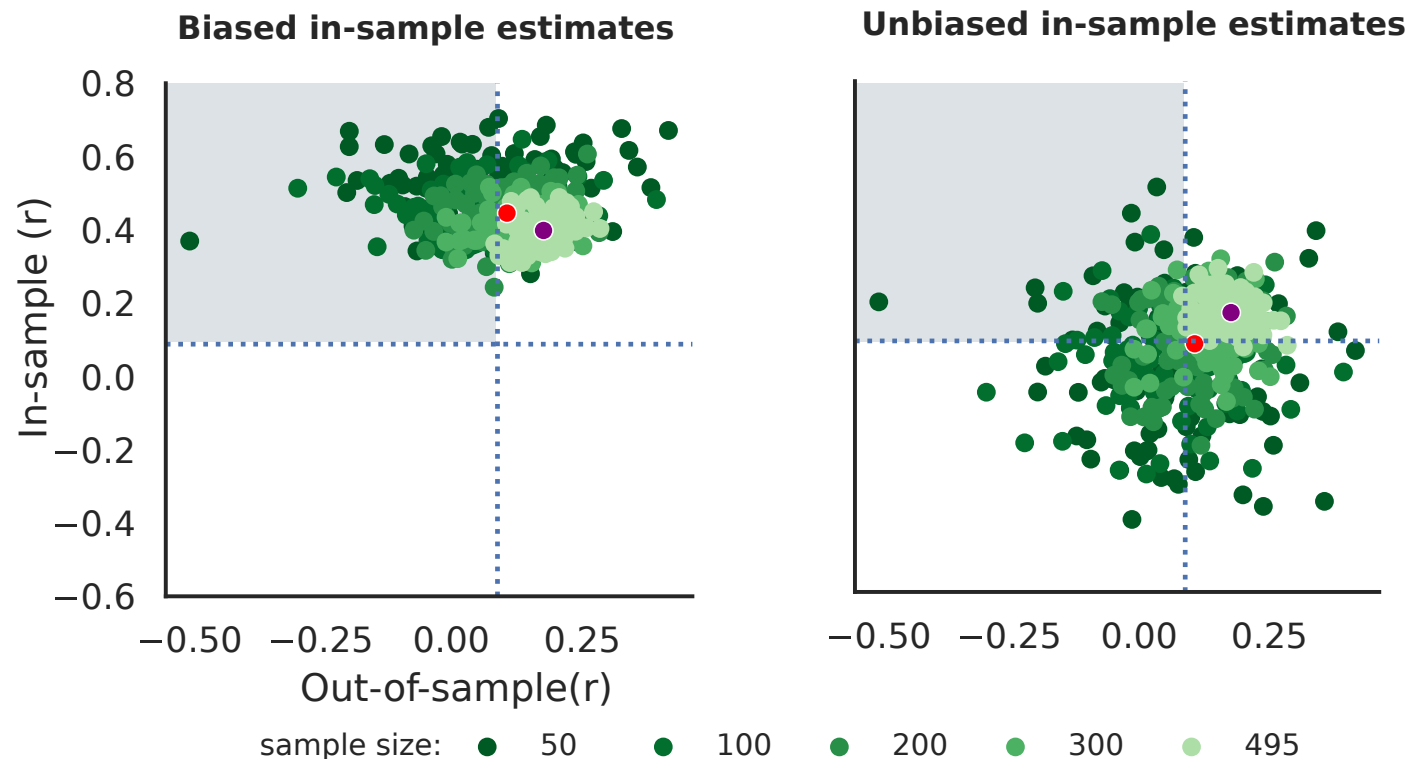 Biased in-sample estimates
Unbiased in-sample estimates
In-sample (r)
0.8
0.6
0.4
0.2
0.0
−0.2
−0.4
−0.6
−0.50 −0.25 0.00 0.25
−0.50 −0.25 0.00 0.25
Out-of-sample(r)
sample size: 50 100 200 300 495